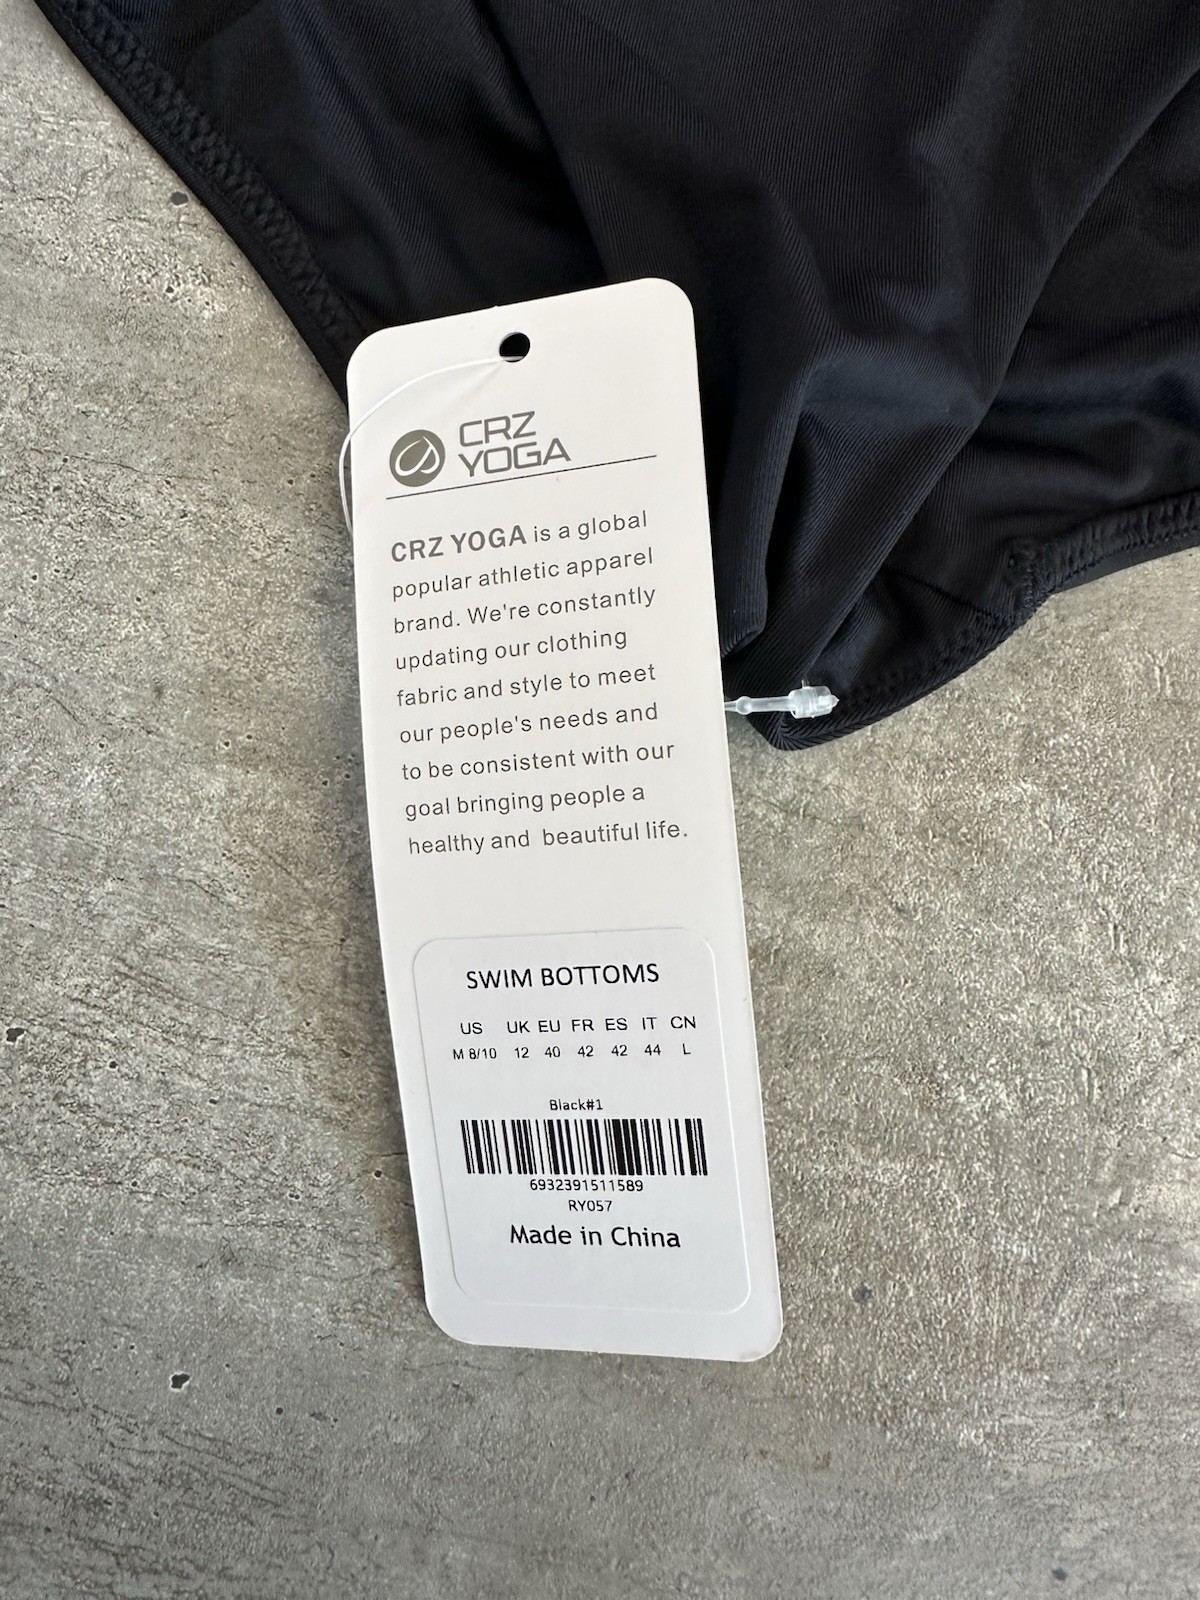 CRZ
YOGA
CRZ YOGA is a global
popular athletic apparel
brand. We're constantly
updating our clothing
fabric and style to meet
our people's needs and
to be consistent with our
goal bringing people a
healthy and beautiful life.
SWIM BOTTOMS
US UK EU FR ES IT CN
M 8/10 12 40 42 42 44 L
Black#1
6932391511589
RY057
Made in China